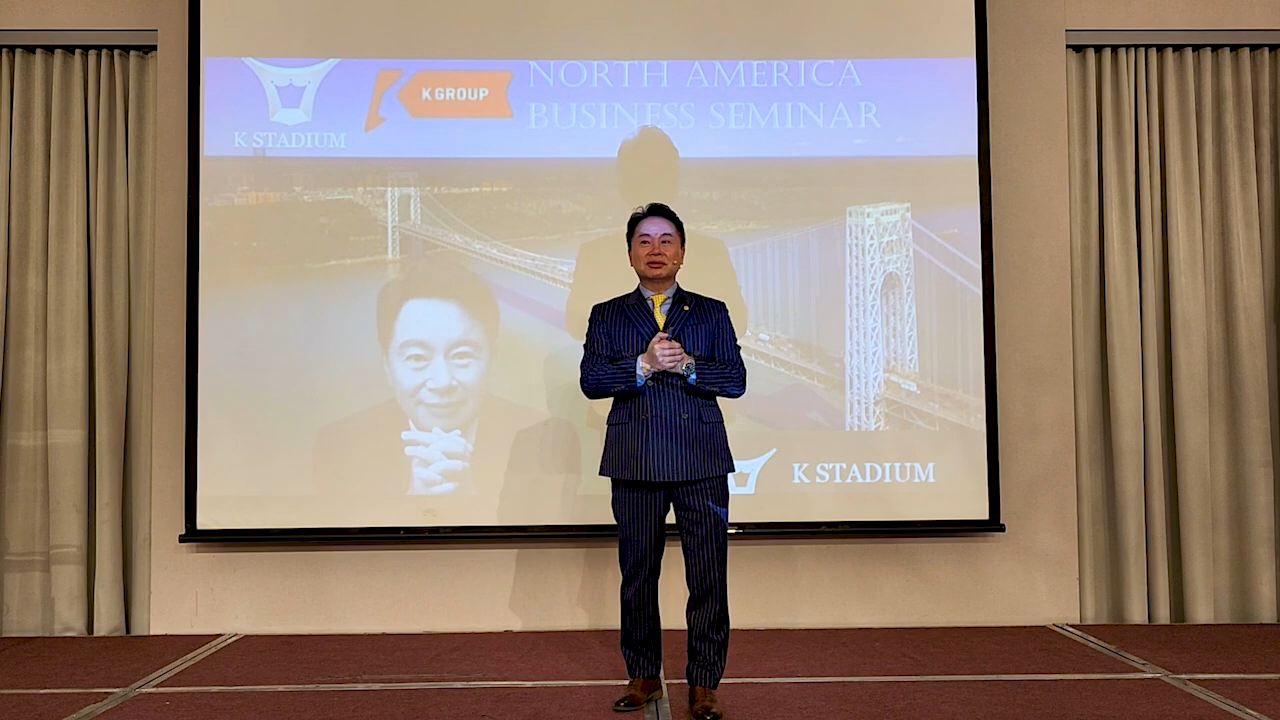 NORTH AMERICA
BUSINESS SEMINAR
K GROUP
K STADIUM
K STADIUM